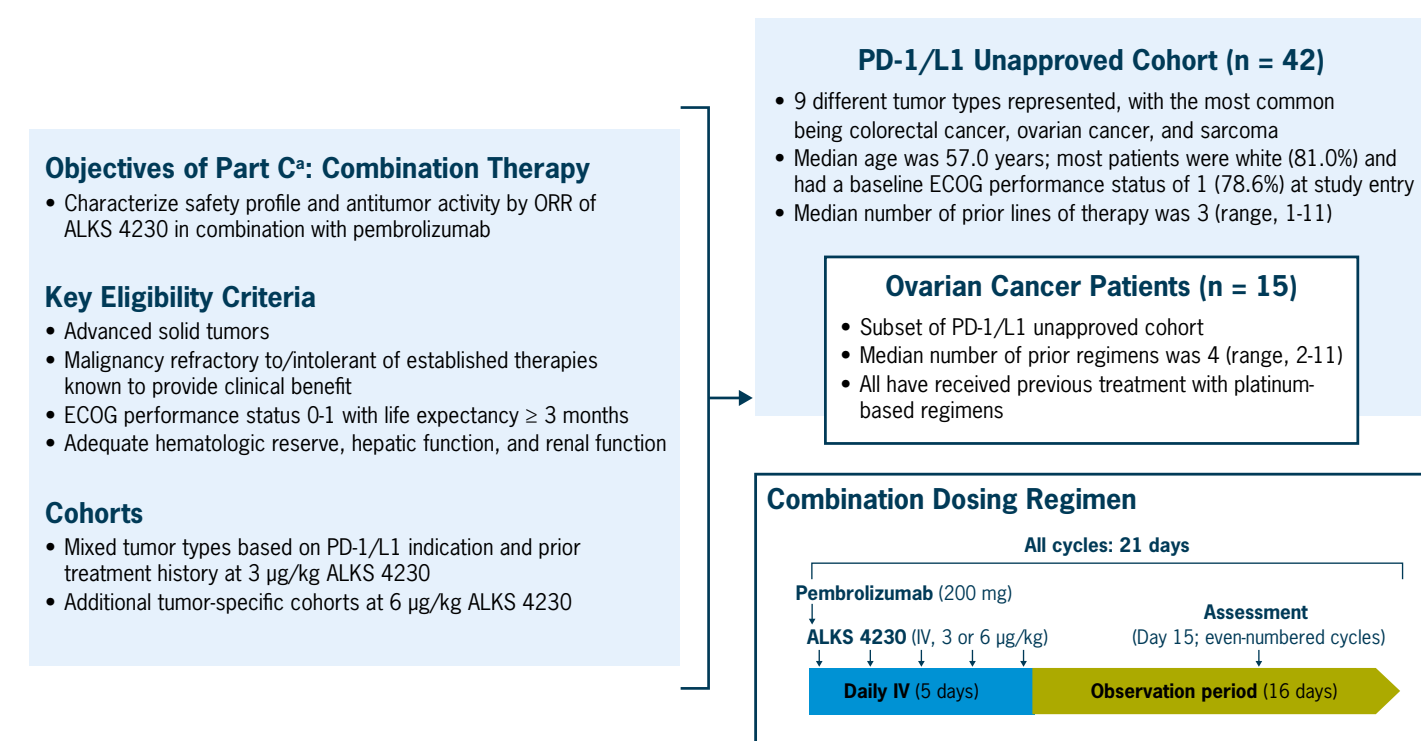 Objectives of Part Cᵃ: Combination Therapy
• Characterize safety profile and antitumor activity by ORR of
ALKS 4230 in combination with pembrolizumab
Key Eligibility Criteria
• Advanced solid tumors
• Malignancy refractory to/intolerant of established therapies
known to provide clinical benefit
• ECOG performance status 0-1 with life expectancy ≥ 3 months
• Adequate hematologic reserve, hepatic function, and renal function
Cohorts
• Mixed tumor types based on PD-1/L1 indication and prior
treatment history at 3 µg/kg ALKS 4230
• Additional tumor-specific cohorts at 6 µg/kg ALKS 4230
PD-1/L1 Unapproved Cohort (n = 42)
• 9 different tumor types represented, with the most common
being colorectal cancer, ovarian cancer, and sarcoma
• Median age was 57.0 years; most patients were white (81.0%) and
had a baseline ECOG performance status of 1 (78.6%) at study entry
• Median number of prior lines of therapy was 3 (range, 1-11)
Ovarian Cancer Patients (n = 15)
• Subset of PD-1/L1 unapproved cohort
• Median number of prior regimens was 4 (range, 2-11)
• All have received previous treatment with platinum-
based regimens
Combination Dosing Regimen
All cycles: 21 days
Pembrolizumab (200 mg)
ALKS 4230 (IV, 3 or 6 µg/kg)
Assessment
(Day 15; even-numbered cycles)
Daily IV (5 days)
Observation period (16 days)